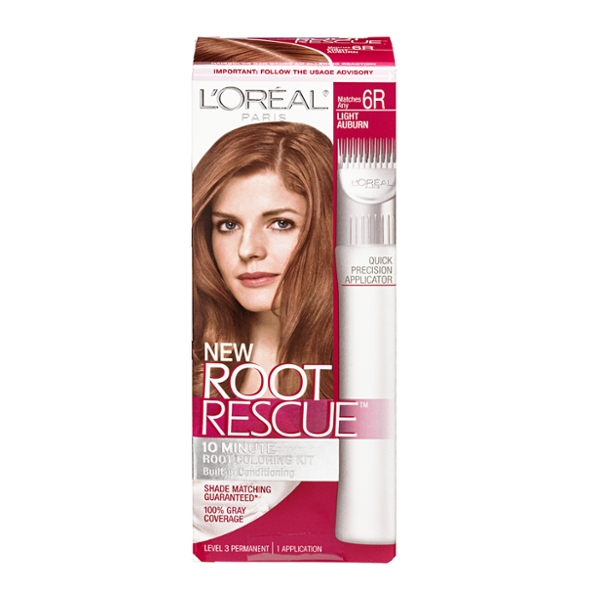 6R
IMPORTANT: FOLLOW THE USAGE ADVISORY
L'ORÉAL
PARIS
Matches Any 6R
LIGHT
AUBURN
L'ORÉAL
PARIS
QUICK
PRECISION
APPLICATOR
NEW
ROOT
RESCUE™
10 MINUTE
ROOT COLORING KIT
Built-in Conditioning
SHADE MATCHING
GUARANTEED*
100% GRAY
COVERAGE
LEVEL 3 PERMANENT | 1 APPLICATION